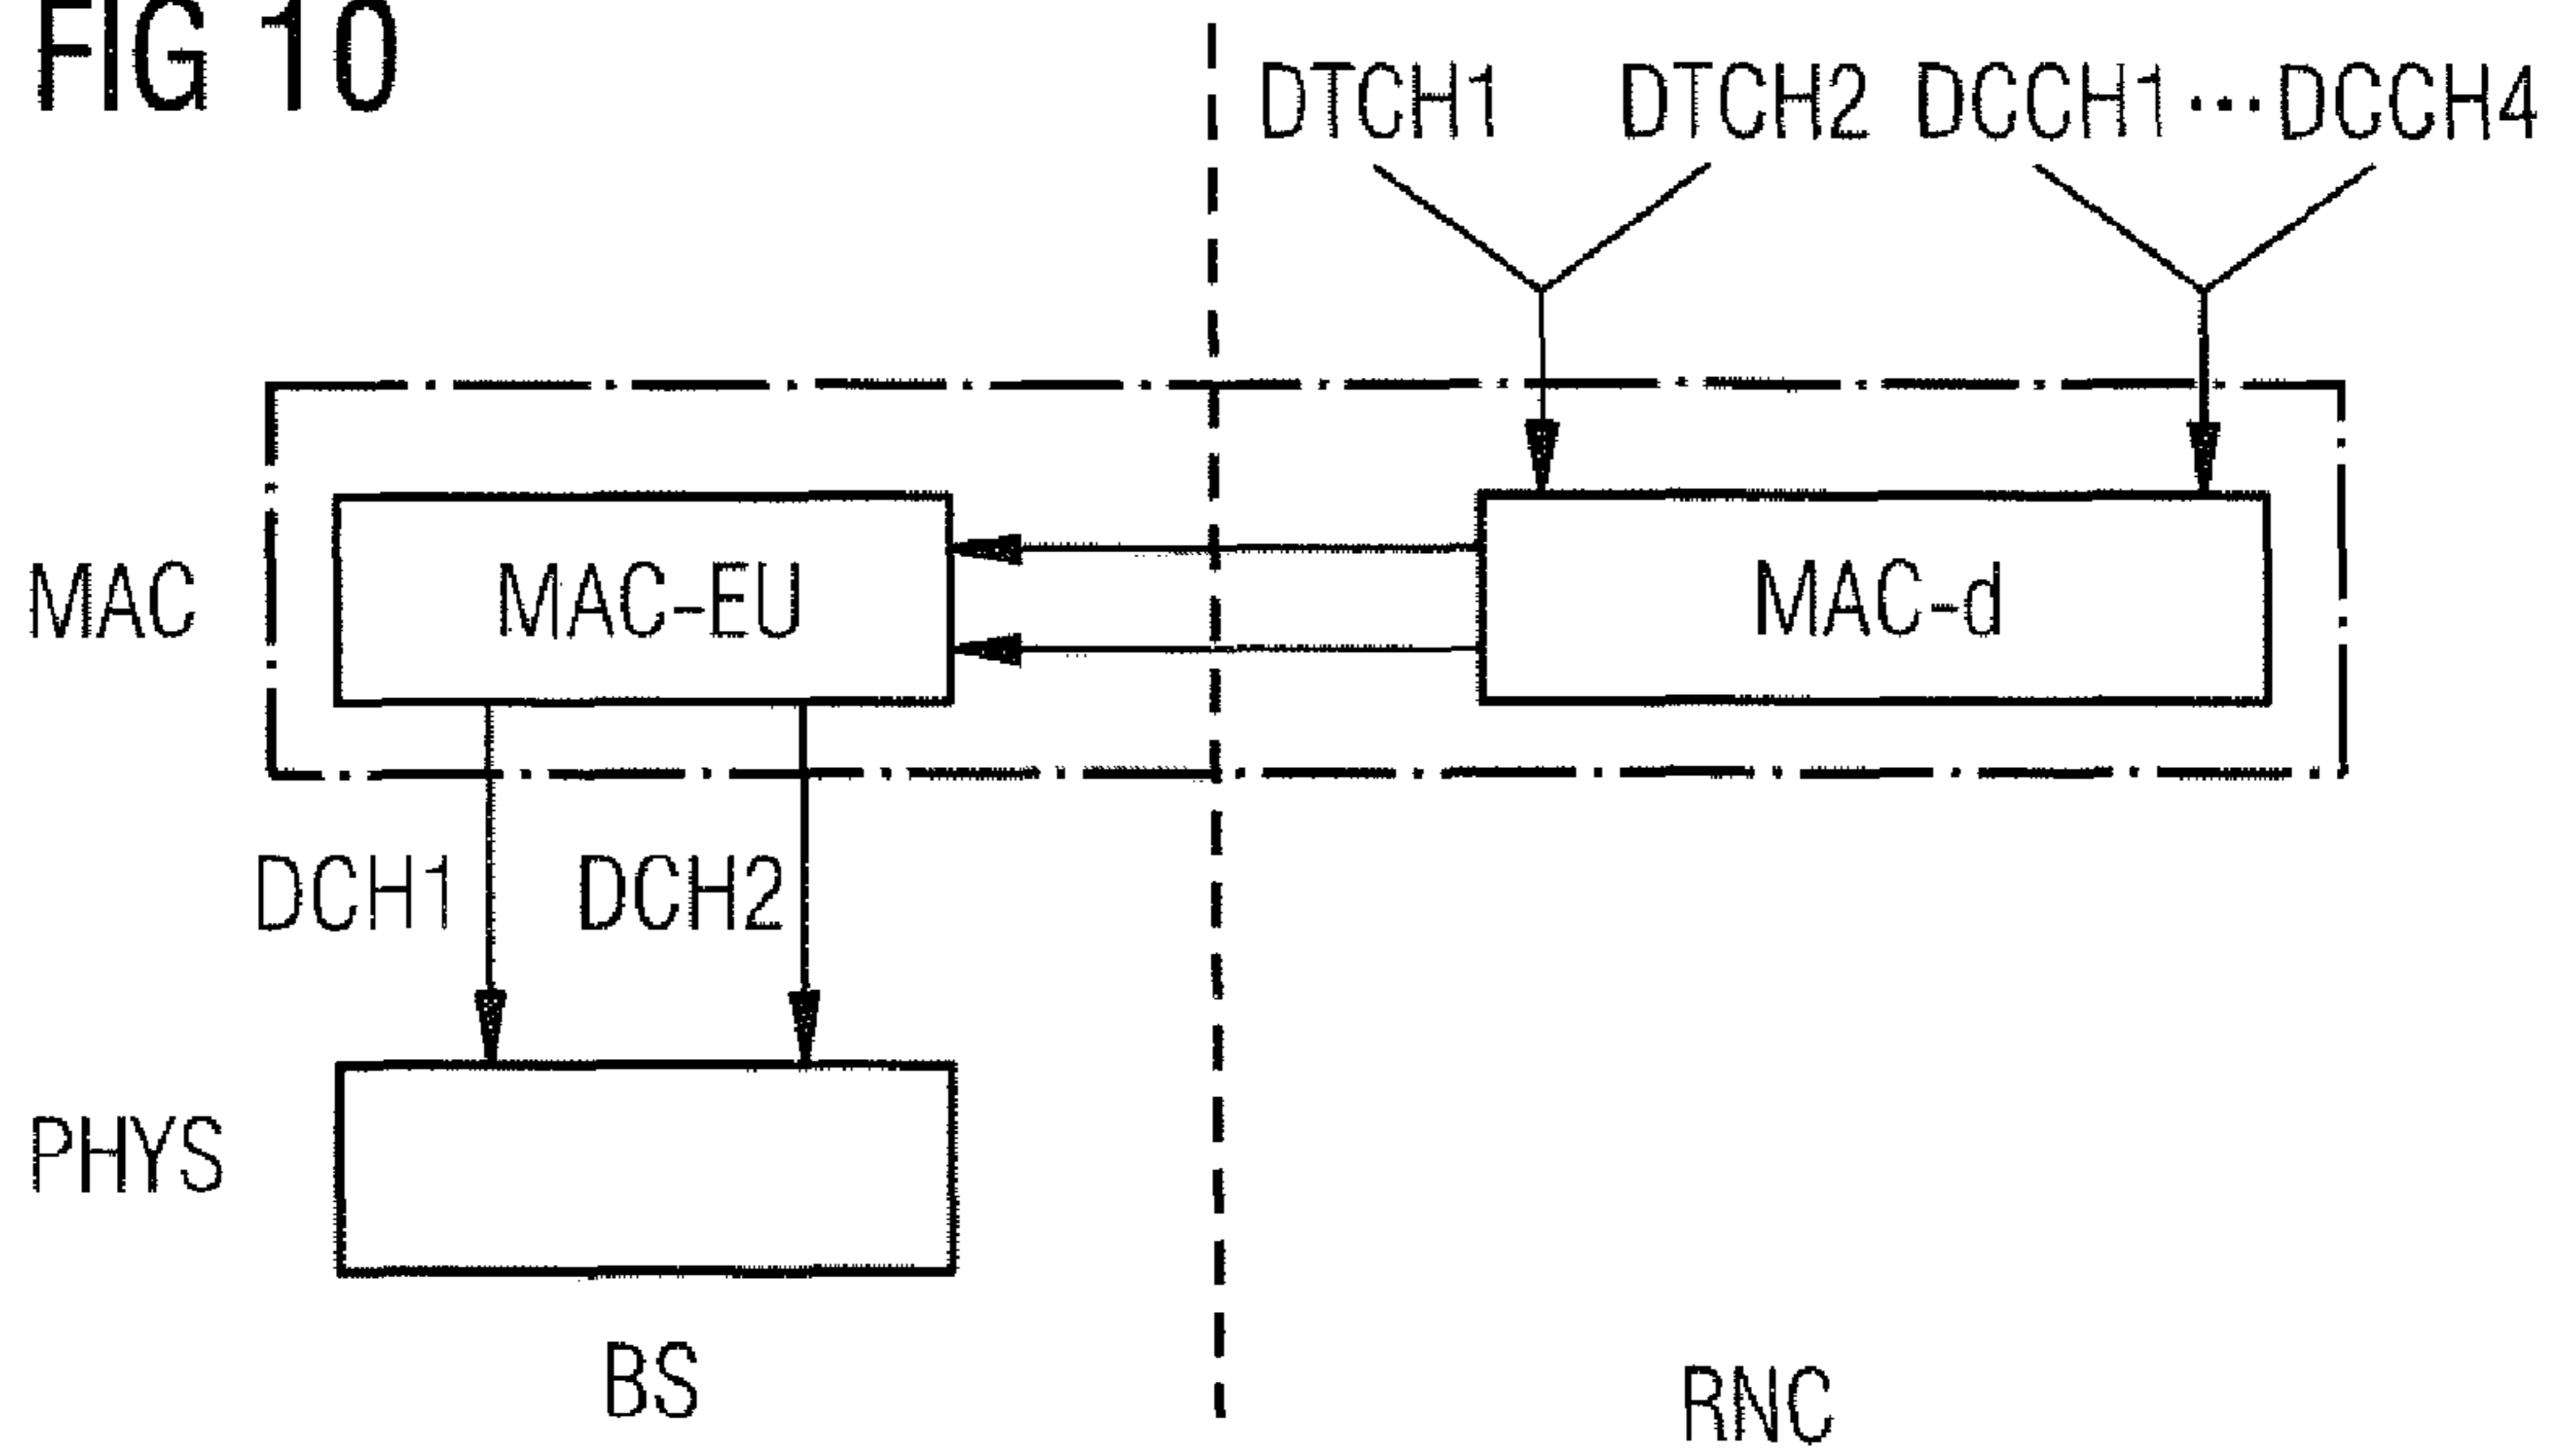 FIG 10
DTCH1 DTCH2 DCCH1...DCCH4
MAC MAC-EU MAC-d
DCH1 DCH2
PHYS
BS RNC